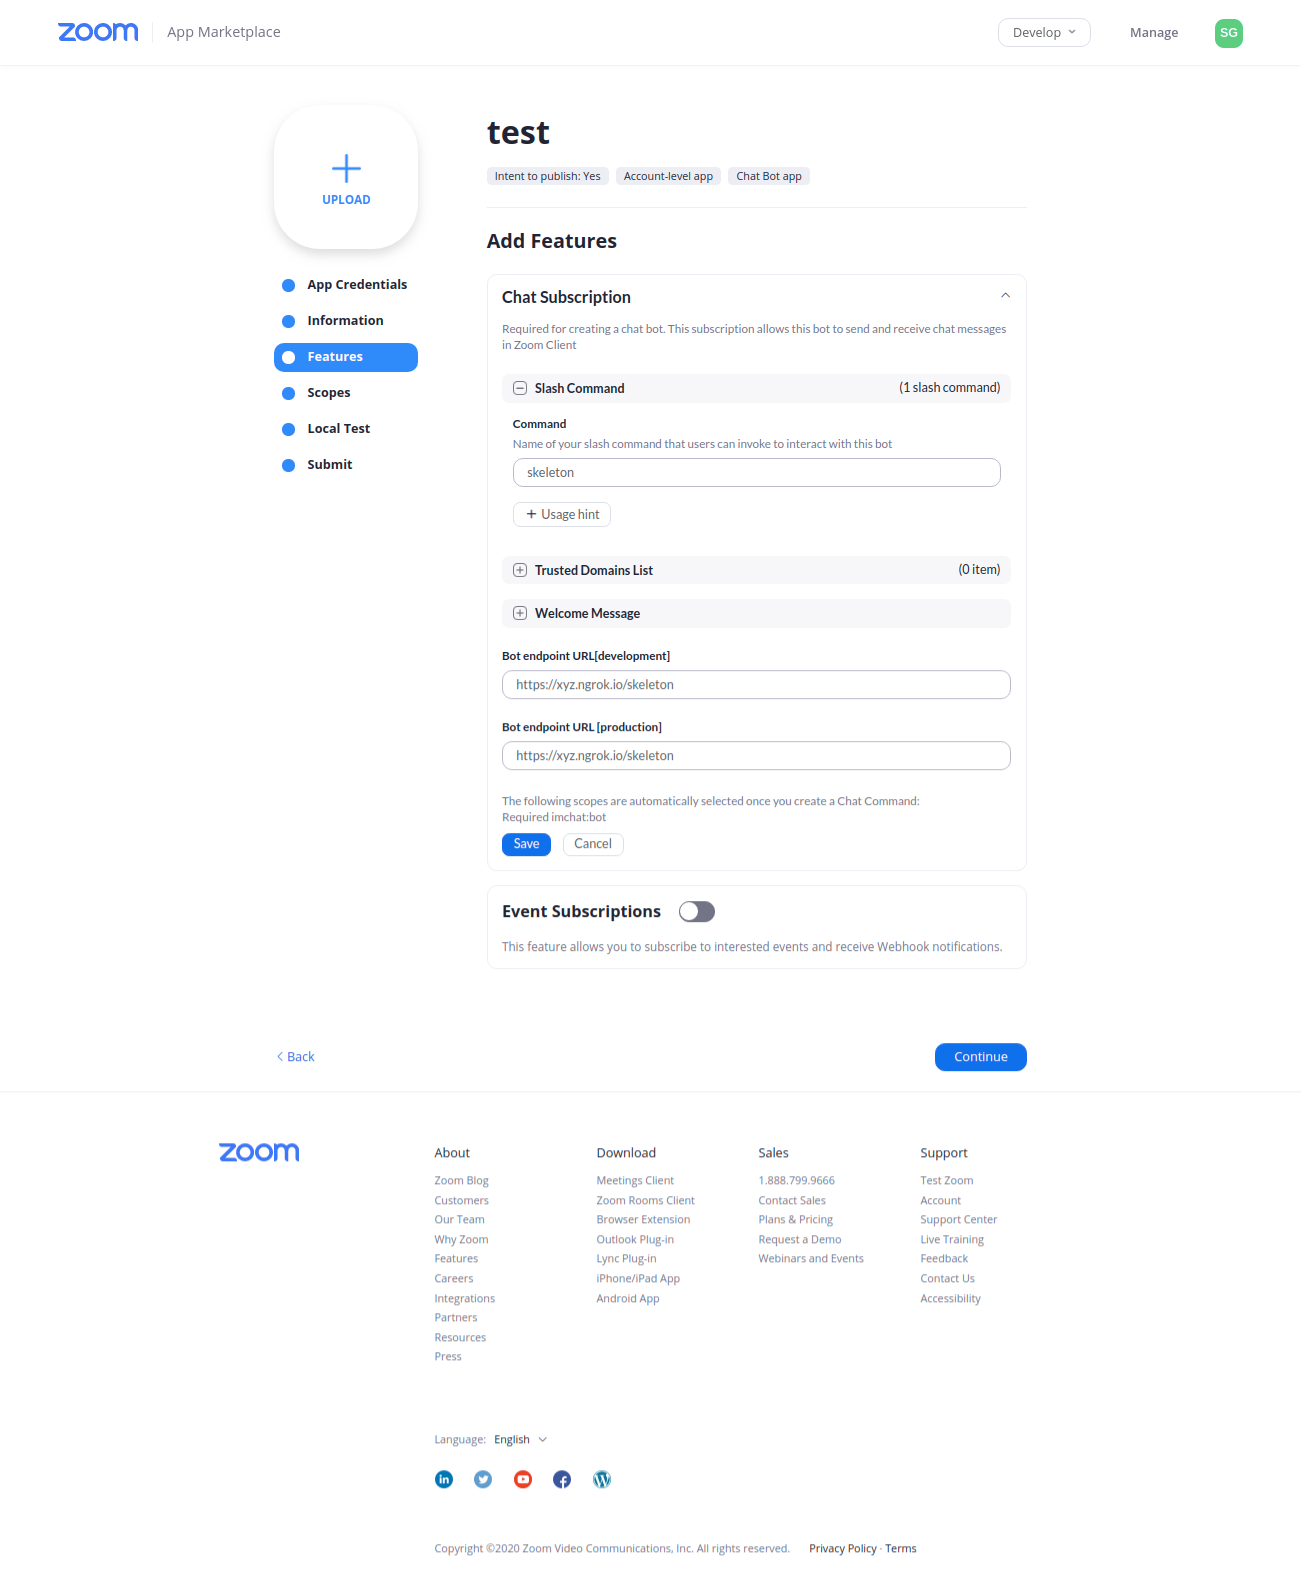 zoom App Marketplace Develop Manage SG
UPLOAD
App Credentials
Information
Features
Scopes
Local Test
Submit
test
Intent to publish: Yes Account-level app Chat Bot app
Add Features
Chat Subscription
Required for creating a chat bot. This subscription allows this bot to send and receive chat messages
in Zoom Client
Slash Command (1 slash command)
Command
Name of your slash command that users can invoke to interact with this bot
skeleton
+ Usage hint
Trusted Domains List (0 item)
Welcome Message
Bot endpoint URL[development]
https://xyz.ngrok.io/skeleton
Bot endpoint URL [production]
https://xyz.ngrok.io/skeleton
The following scopes are automatically selected once you create a Chat Command:
Required imchat:bot
Save Cancel
Event Subscriptions
This feature allows you to subscribe to interested events and receive Webhook notifications.
Back Continue
zoom
About
Zoom Blog
Customers
Our Team
Why Zoom
Features
Careers
Integrations
Partners
Resources
Press
Download
Meetings Client
Zoom Rooms Client
Browser Extension
Outlook Plug-in
Lync Plug-in
iPhone/iPad App
Android App
Sales
1.888.799.9666
Contact Sales
Plans & Pricing
Request a Demo
Webinars and Events
Support
Test Zoom
Account
Support Center
Live Training
Feedback
Contact Us
Accessibility
Language: English
Copyright ©2020 Zoom Video Communications, Inc. All rights reserved. Privacy Policy · Terms